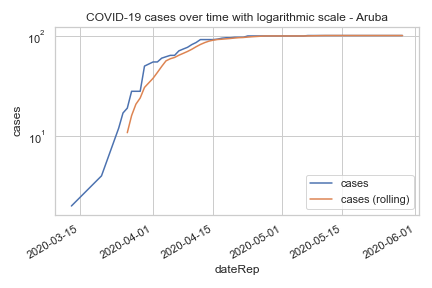 COVID-19 cases over time with logarithmic scale - Aruba
10²
10¹
cases
cases
cases (rolling)
2020-03-15
2020-04-01
2020-04-15
2020-05-01
2020-05-15
2020-06-01
dateRep